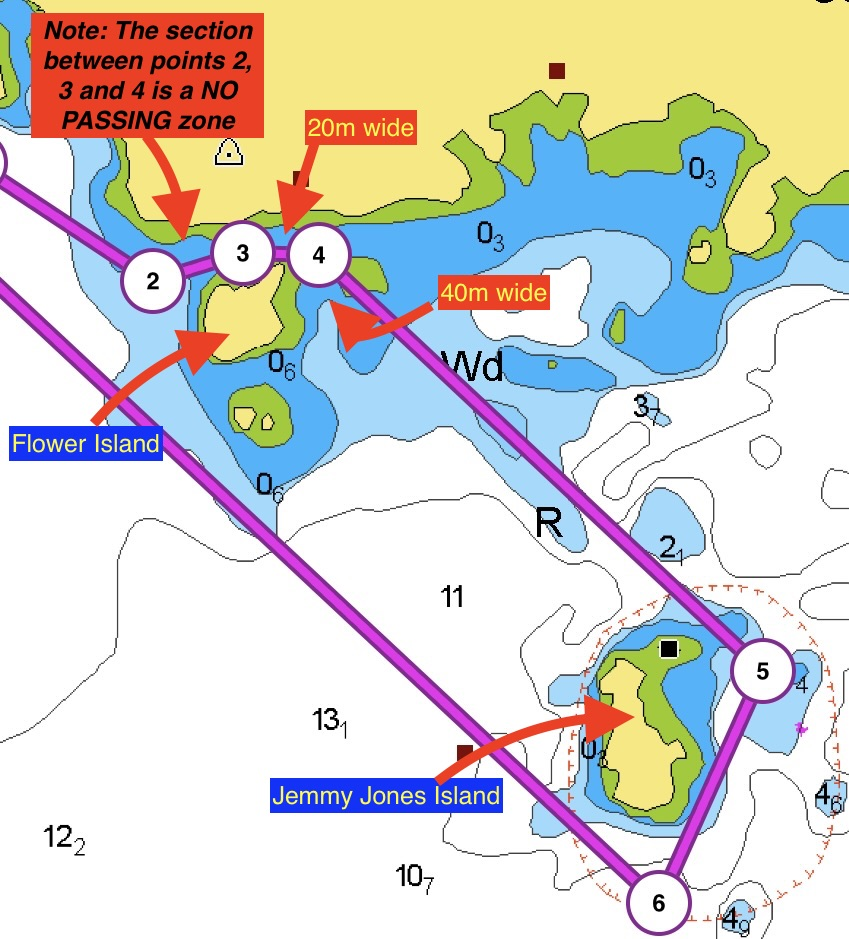 Note: The section
between points 2,
3 and 4 is a NO
PASSING zone
20m wide
0₃
0₃
2
3
4
40m wide
0₆
Wd
3₇
Flower Island
0₆
R
2₁
11
5
4
13₁
Jemmy Jones Island
4₆
12₂
10₇
6
4₉